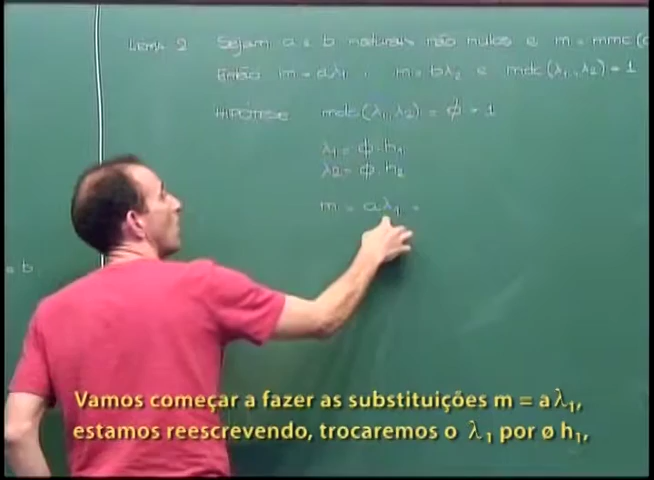 LEMA 2 Sejam a e b naturais não nulos e m = mmc(
Então m = aλ₁, m = bλ₂ e mdc(λ₁, λ₂) = 1
HIPÓTESE mdc(λ₁, λ₂) = ϕ > 1
λ₁ = ϕ.h₁
λ₂ = ϕ.h₂
m = aλ₁ =
b
Vamos começar a fazer as substituições m = aλ₁,
estamos reescrevendo, trocaremos o λ₁ por ø h₁,